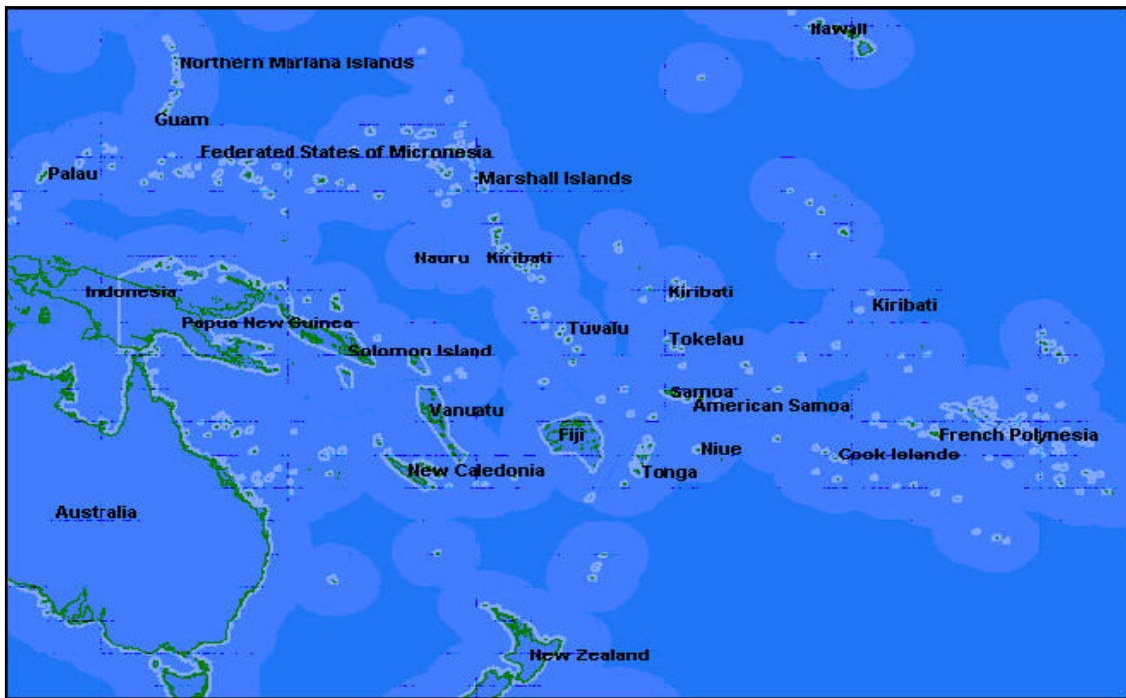 Hawaii
Northern Mariana Islands
Guam
Federated States of Micronesia
Palau
Marshall Islands
Nauru
Kiribati
Indonesia
Kiribati
Kiribati
Papua New Guinea
Tuvalu
Solomon Island
Tokelau
Samoa
American Samoa
Vanuatu
Fiji
French Polynesia
Niue
Cook Islands
New Caledonia
Tonga
Australia
New Zealand